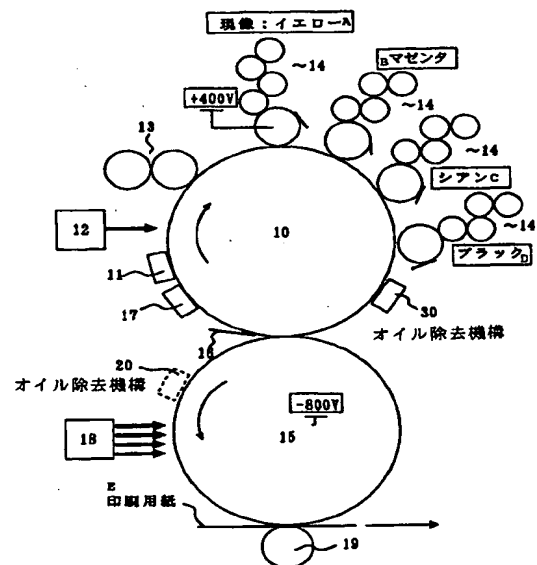 現像：イエローA
~14
Bマゼンタ
+400V
~14
13
~14
シアンC
12
10
~14
ブラックD
11
17
30
オイル除去機構
16
20
オイル除去機構
-800V
18
15
E
印刷用紙
19